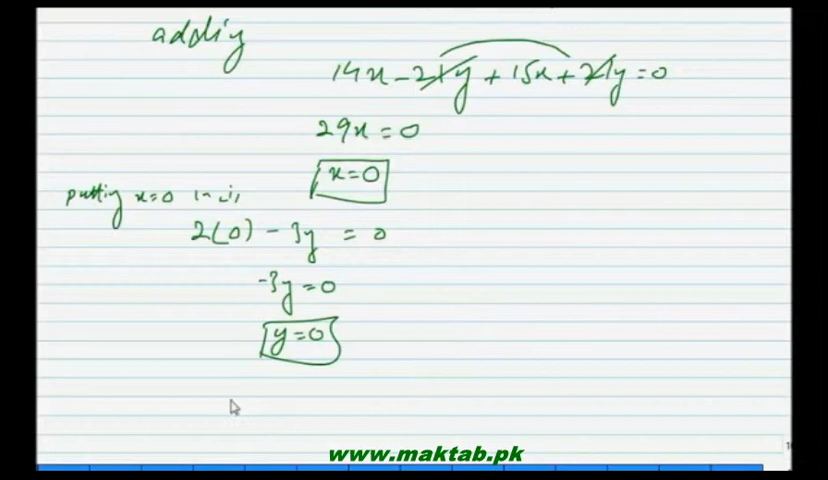 adding
14x - 21y + 15x + 21y = 0
29x = 0
x = 0
putting x=0 in
2(0) - 3y = 0
-3y = 0
y = 0
www.maktab.pk